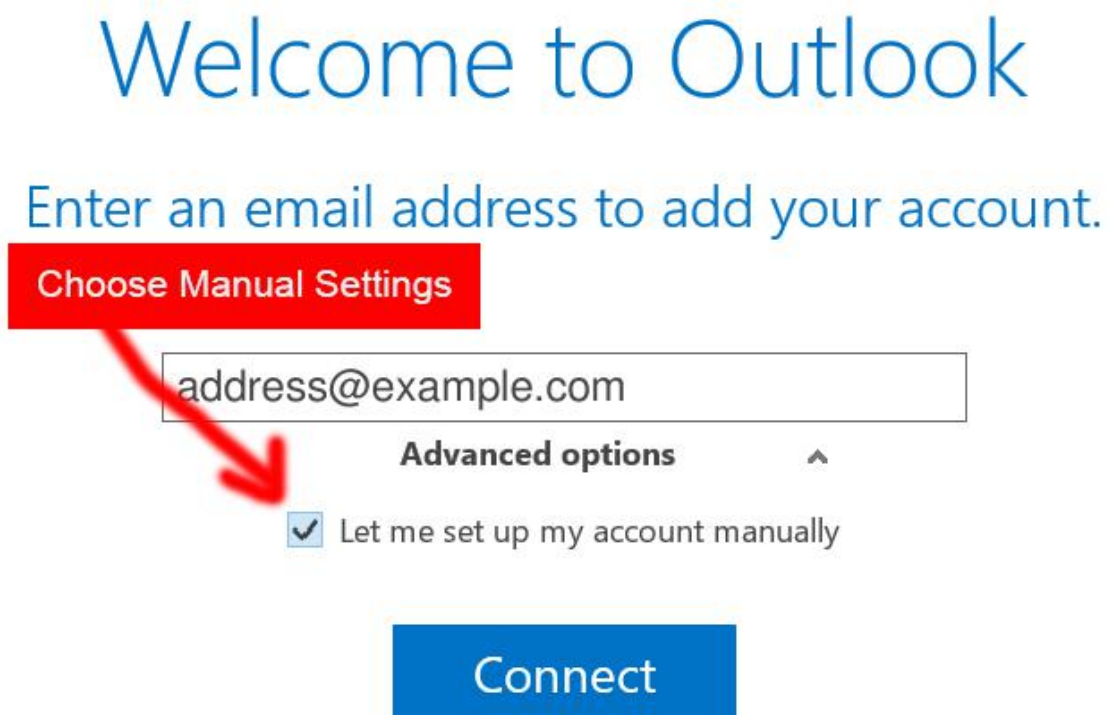 Welcome to Outlook
Enter an email address to add your account.
Choose Manual Settings
address@example.com
Advanced options
Let me set up my account manually
Connect